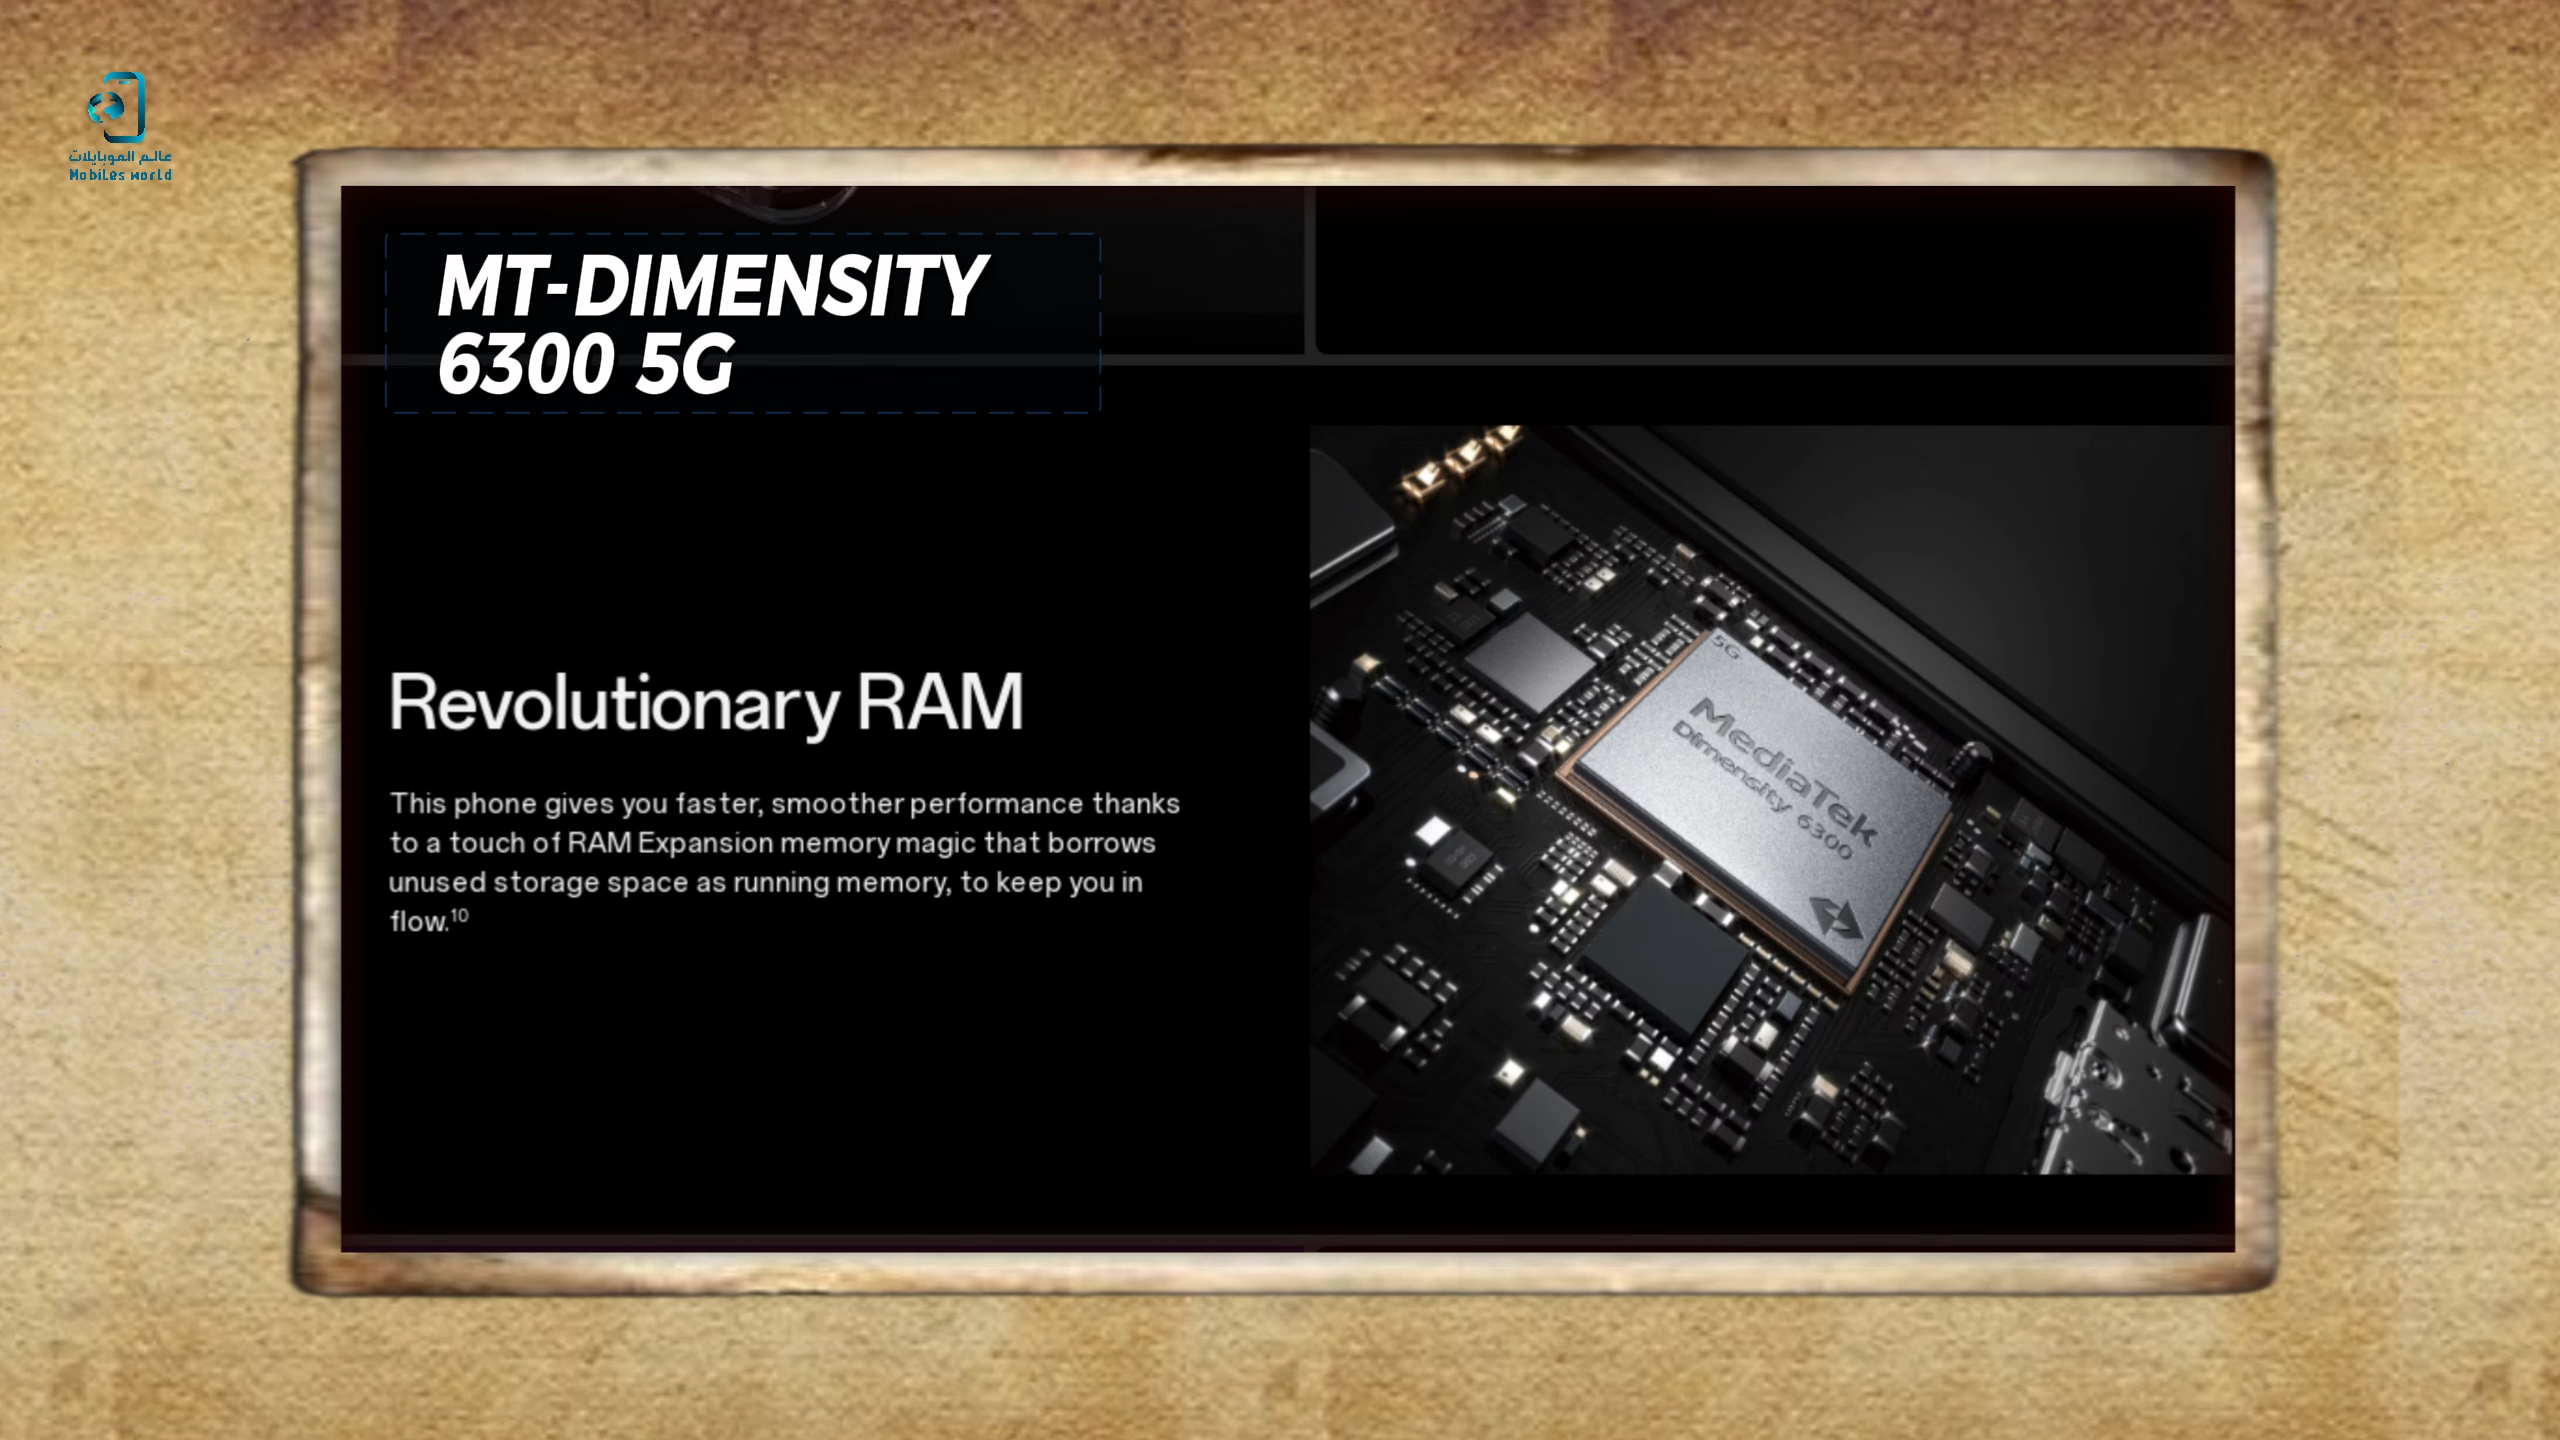 عالم الموبايلات
Mobiles world
MT-DIMENSITY
6300 5G
Revolutionary RAM
This phone gives you faster, smoother performance thanks
to a touch of RAM Expansion memory magic that borrows
unused storage space as running memory, to keep you in
flow.¹⁰
5G
MediaTek
Dimensity 6300